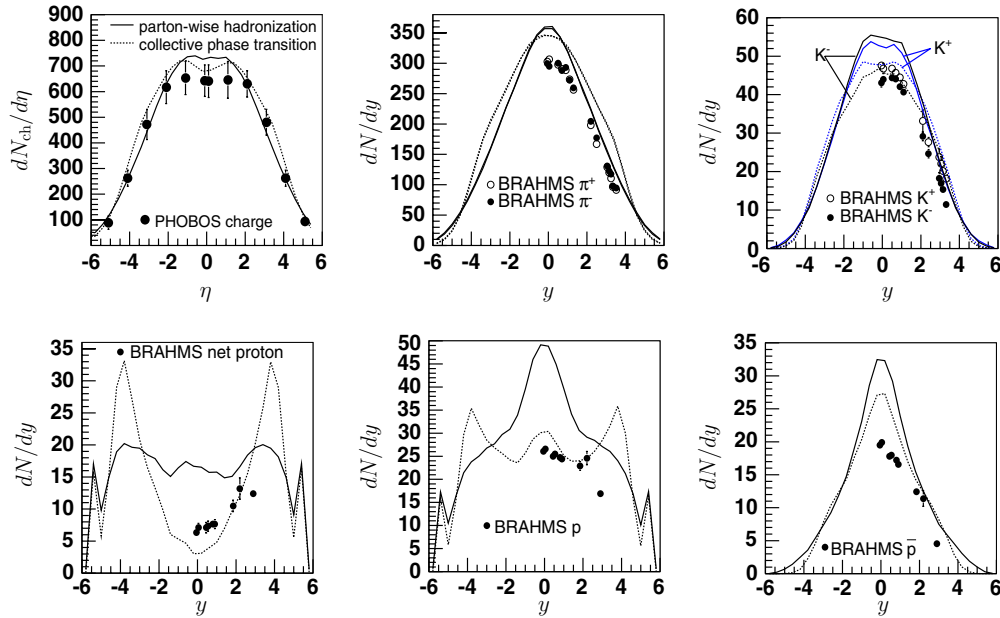 parton-wise hadronization
collective phase transition
dN_ch/dη
900
800
700
600
500
400
300
200
100
PHOBOS charge
-6 -4 -2 0 2 4 6
η
dN/dy
350
300
250
200
150
100
50
0
BRAHMS π⁺
BRAHMS π⁻
-6 -4 -2 0 2 4 6
y
dN/dy
60
50
40
30
20
10
0
K⁻
K⁺
BRAHMS K⁺
BRAHMS K⁻
-6 -4 -2 0 2 4 6
y
dN/dy
35
30
25
20
15
10
5
0
BRAHMS net proton
-6 -4 -2 0 2 4 6
y
dN/dy
50
45
40
35
30
25
20
15
10
5
0
BRAHMS p
-6 -4 -2 0 2 4 6
y
dN/dy
35
30
25
20
15
10
5
0
BRAHMS p̅
-6 -4 -2 0 2 4 6
y